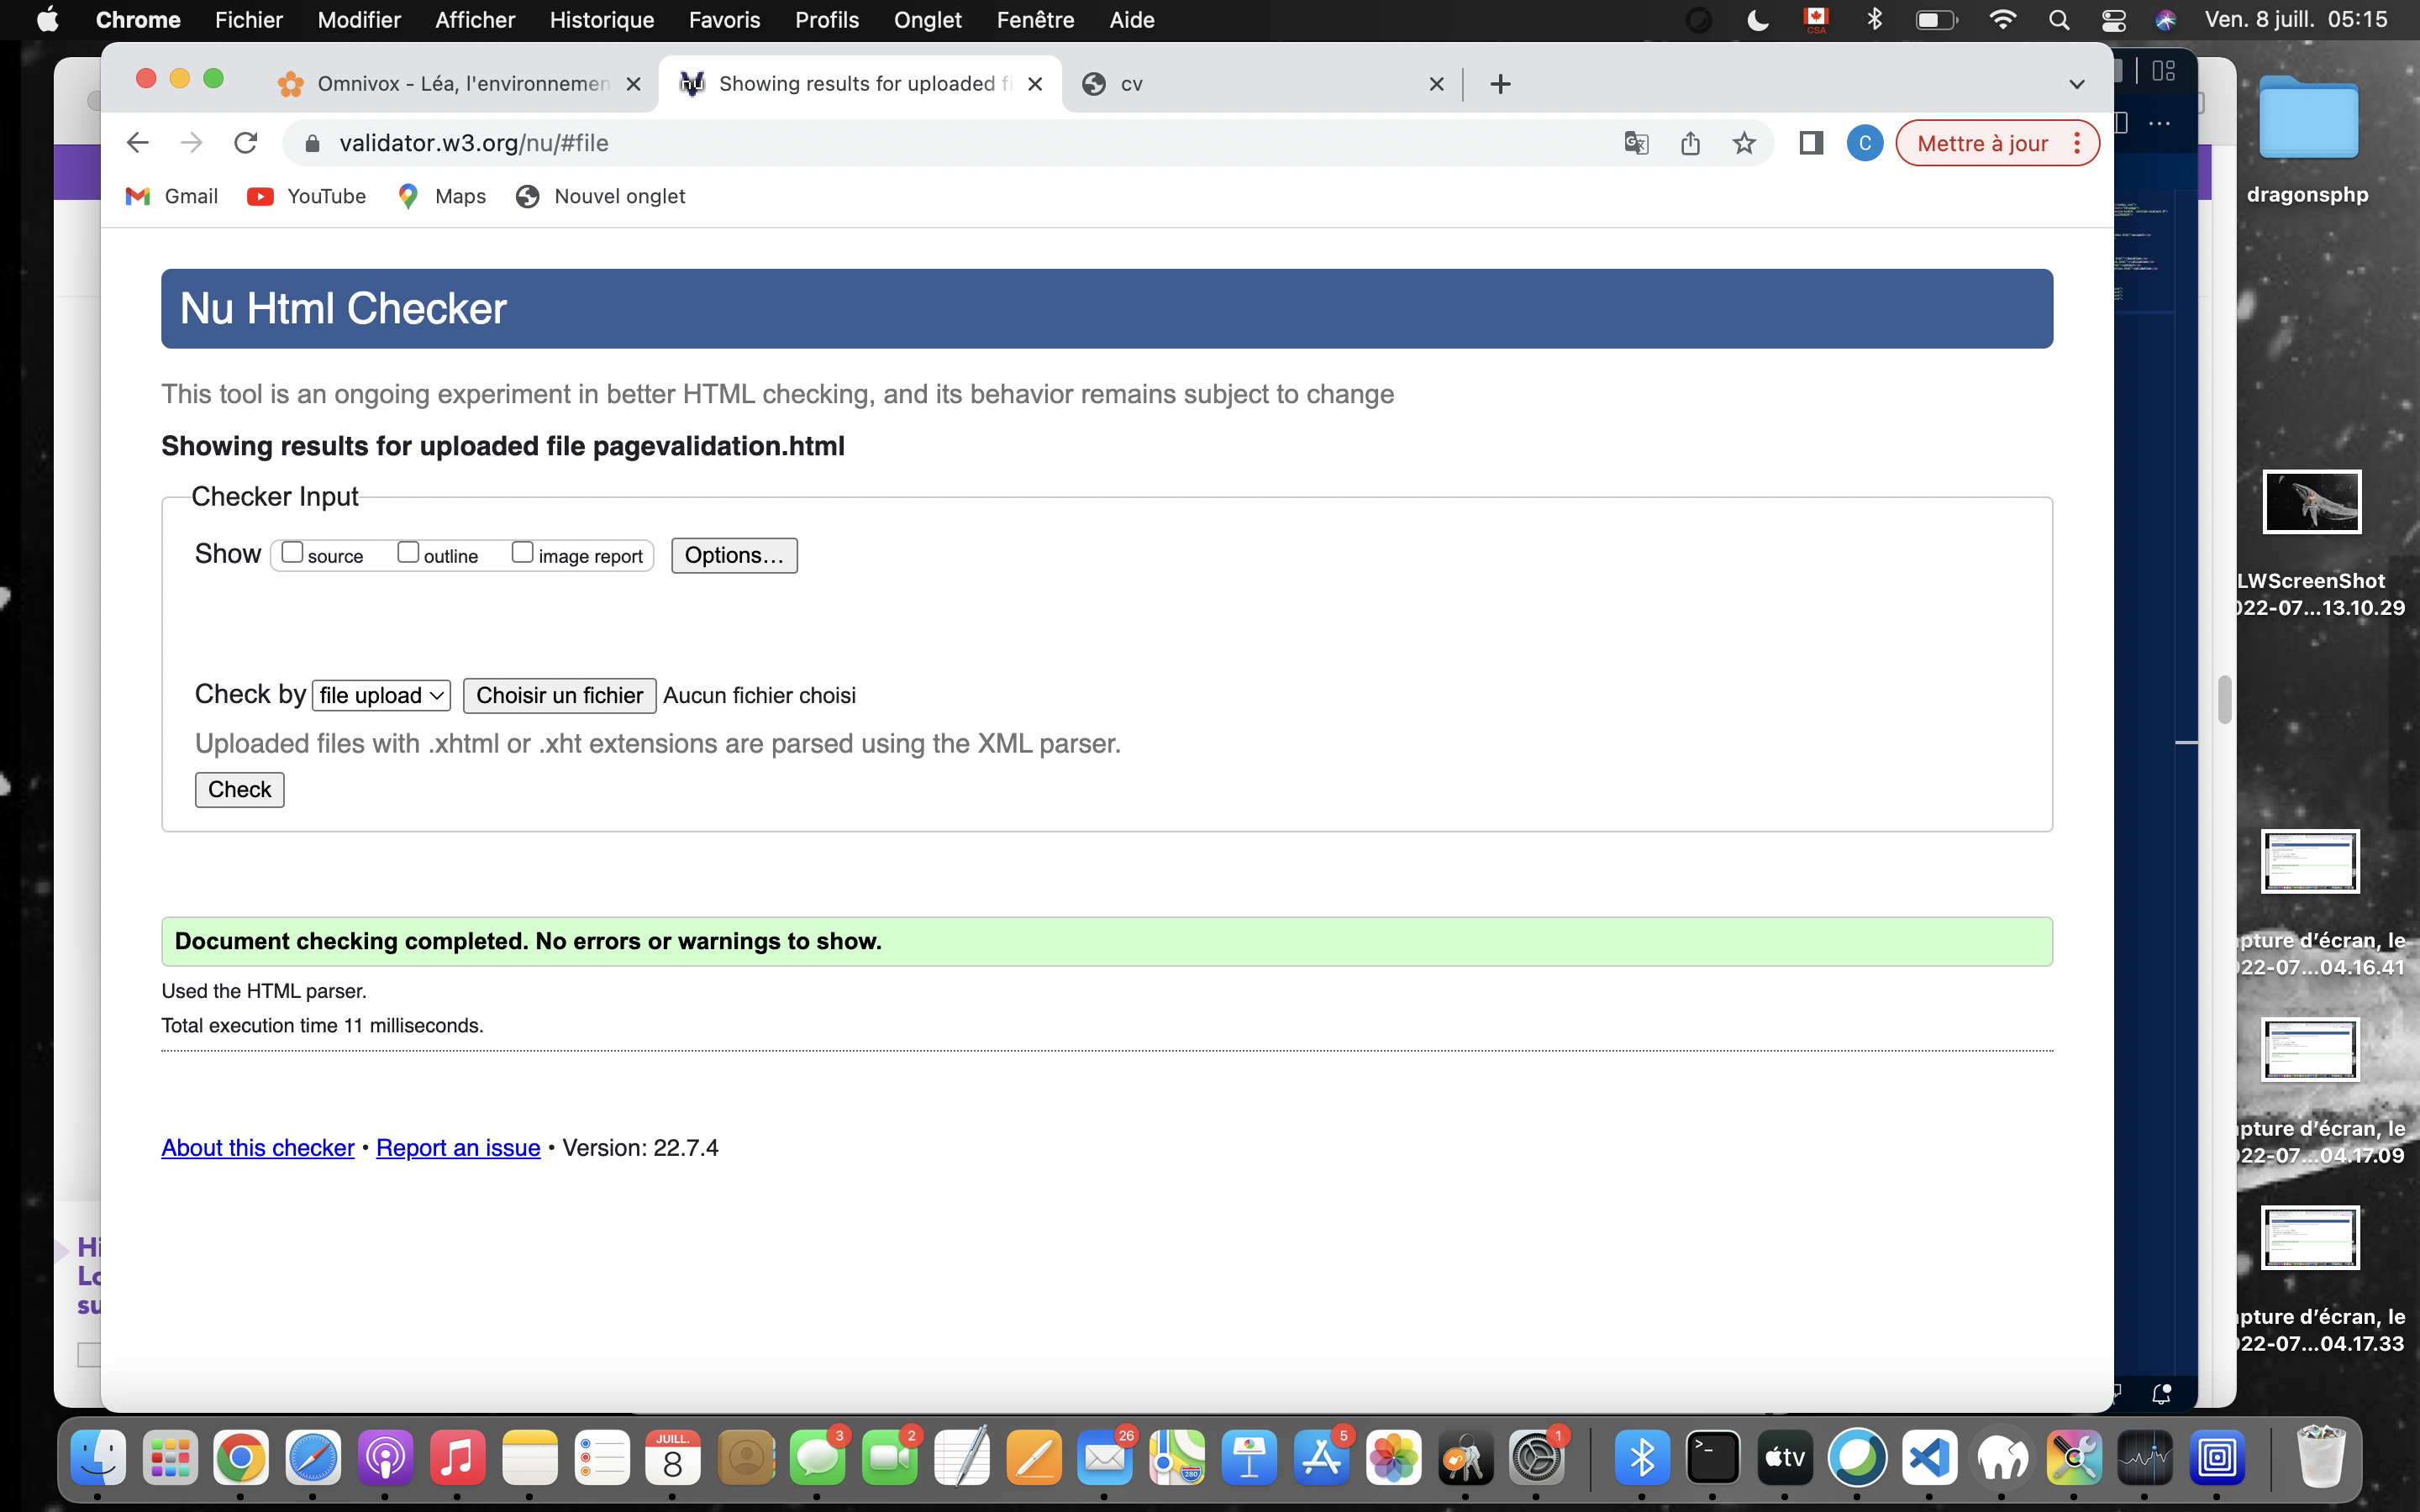 Chrome Fichier Modifier Afficher Historique Favoris Profils Onglet Fenêtre Aide
CSA
Ven. 8 juill. 05:15
Omnivox - Léa, l'environnemen
Showing results for uploaded fi
cv
validator.w3.org/nu/#file
C
Mettre à jour
Gmail YouTube Maps Nouvel onglet
Nu Html Checker
This tool is an ongoing experiment in better HTML checking, and its behavior remains subject to change
Showing results for uploaded file pagevalidation.html
Checker Input
Show source outline image report Options...
Check by file upload Choisir un fichier Aucun fichier choisi
Uploaded files with .xhtml or .xht extensions are parsed using the XML parser.
Check
Document checking completed. No errors or warnings to show.
Used the HTML parser.
Total execution time 11 milliseconds.
About this checker • Report an issue • Version: 22.7.4
Hi
Lo
su
dragonsphp
LWScreenShot
022-07...13.10.29
pture d'écran, le
022-07...04.16.41
pture d'écran, le
022-07...04.17.09
pture d'écran, le
022-07...04.17.33
JUILL.
8
3
2
26
280
5
1
tv